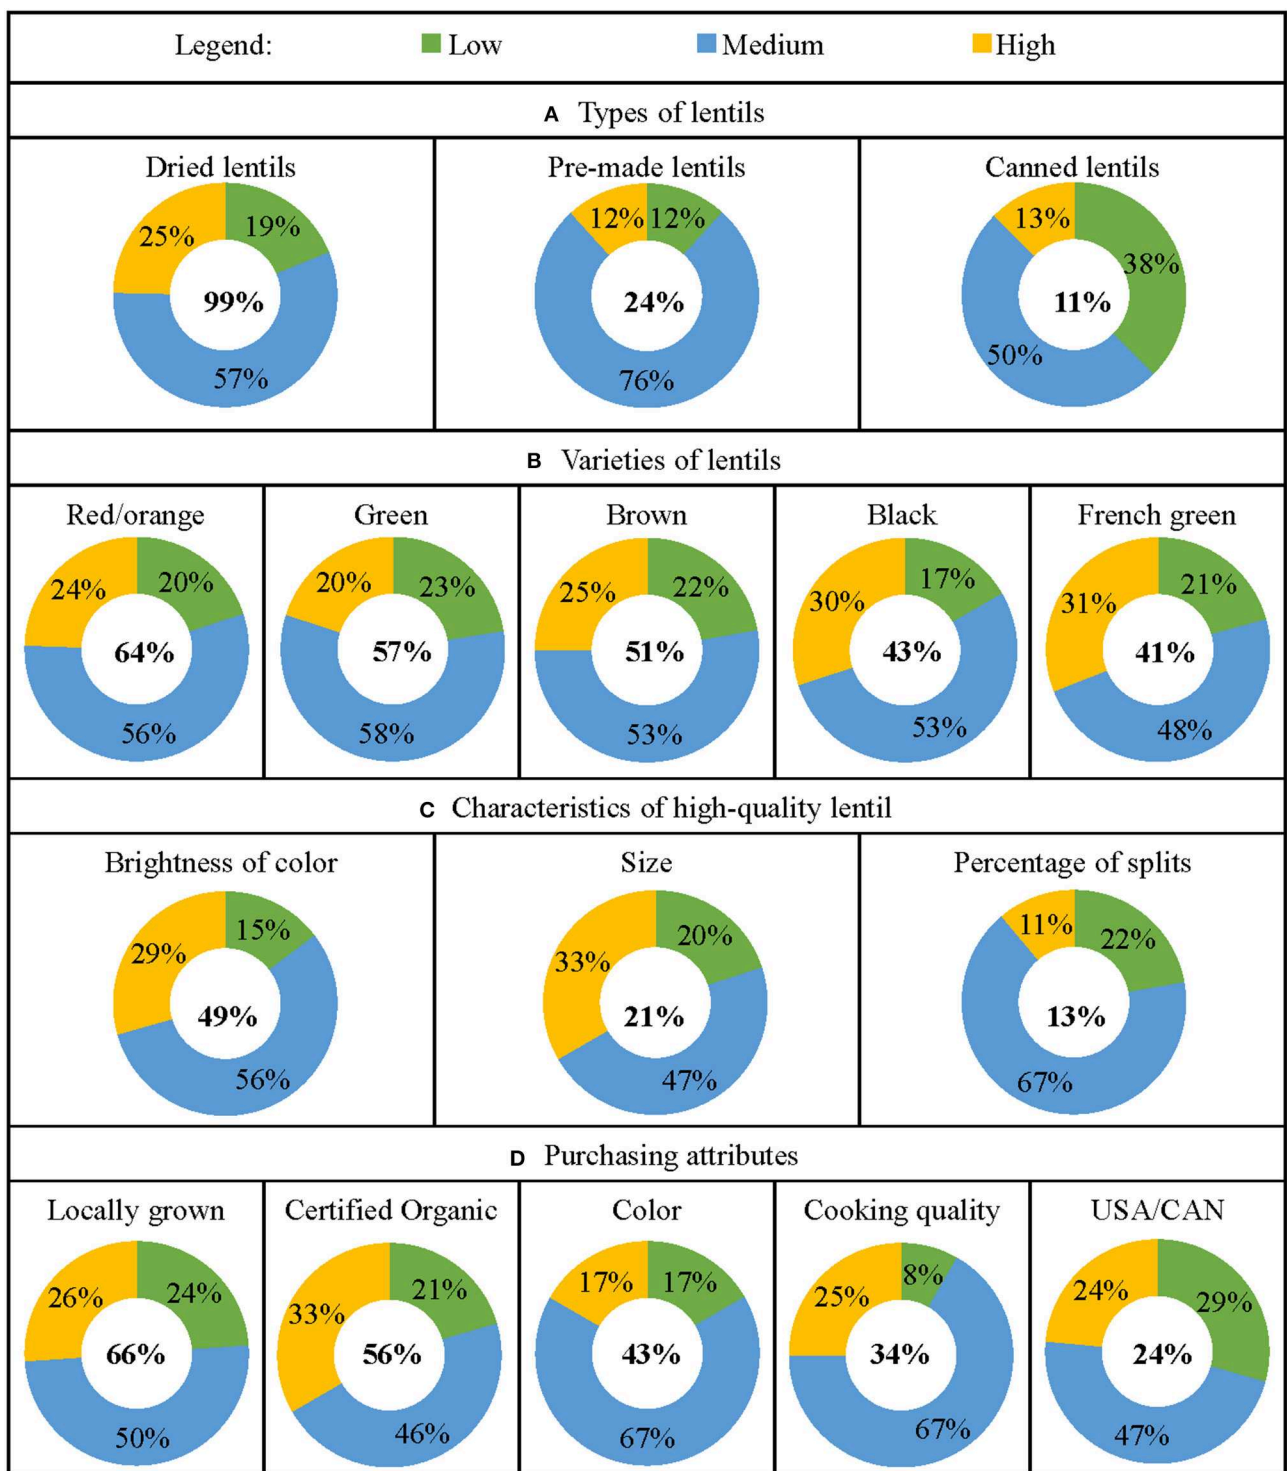 Legend: Low Medium High
A Types of lentils
Dried lentils Pre-made lentils Canned lentils
25% 19% 99% 57%
12% 12% 24% 76%
13% 38% 11% 50%
B Varieties of lentils
Red/orange Green Brown Black French green
24% 20% 64% 56%
20% 23% 57% 58%
25% 22% 51% 53%
30% 17% 43% 53%
31% 21% 41% 48%
C Characteristics of high-quality lentil
Brightness of color Size Percentage of splits
29% 15% 49% 56%
33% 20% 21% 47%
11% 22% 13% 67%
D Purchasing attributes
Locally grown Certified Organic Color Cooking quality USA/CAN
26% 24% 66% 50%
33% 21% 56% 46%
17% 17% 43% 67%
25% 8% 34% 67%
24% 29% 24% 47%